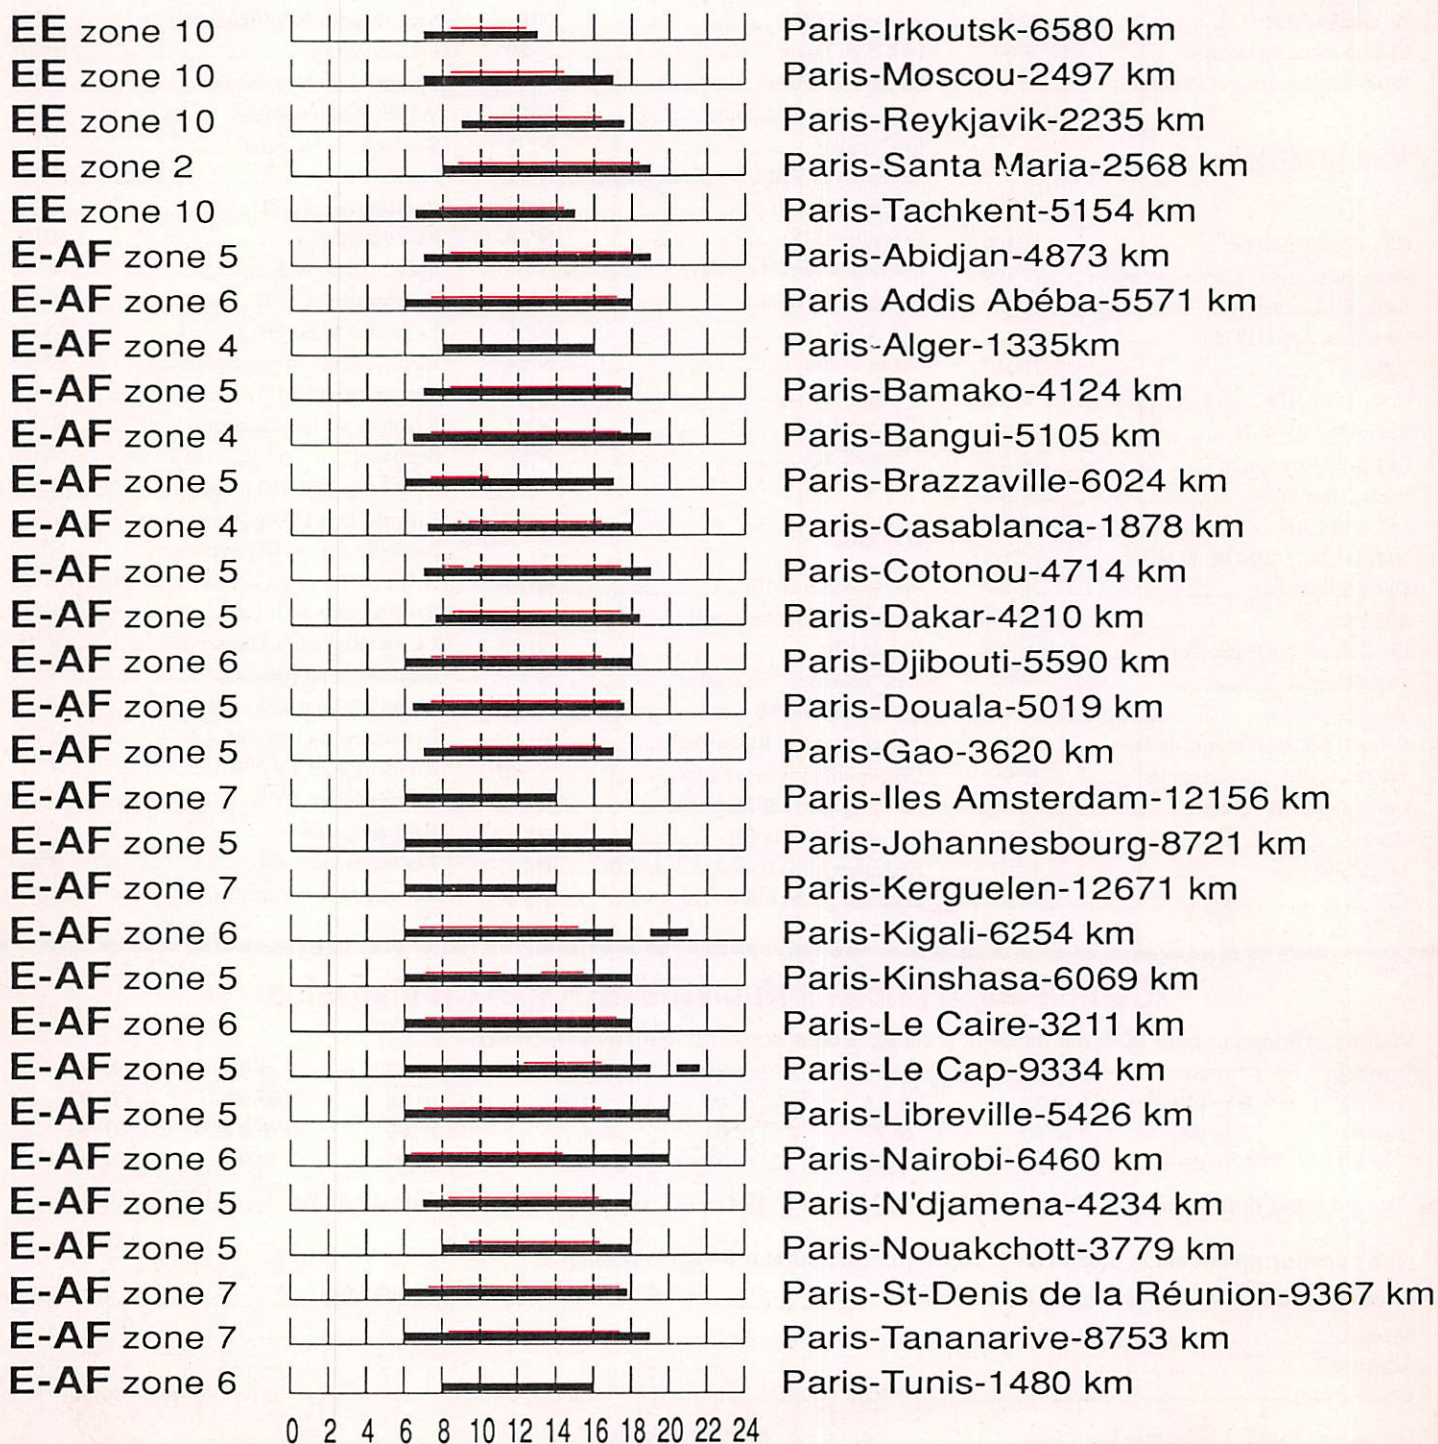 EE zone 10 Paris-Irkoutsk-6580 km
EE zone 10 Paris-Moscou-2497 km
EE zone 10 Paris-Reykjavik-2235 km
EE zone 2 Paris-Santa Maria-2568 km
EE zone 10 Paris-Tachkent-5154 km
E-AF zone 5 Paris-Abidjan-4873 km
E-AF zone 6 Paris Addis Abéba-5571 km
E-AF zone 4 Paris-Alger-1335km
E-AF zone 5 Paris-Bamako-4124 km
E-AF zone 4 Paris-Bangui-5105 km
E-AF zone 5 Paris-Brazzaville-6024 km
E-AF zone 4 Paris-Casablanca-1878 km
E-AF zone 5 Paris-Cotonou-4714 km
E-AF zone 5 Paris-Dakar-4210 km
E-AF zone 6 Paris-Djibouti-5590 km
E-AF zone 5 Paris-Douala-5019 km
E-AF zone 5 Paris-Gao-3620 km
E-AF zone 7 Paris-Iles Amsterdam-12156 km
E-AF zone 5 Paris-Johannesbourg-8721 km
E-AF zone 7 Paris-Kerguelen-12671 km
E-AF zone 6 Paris-Kigali-6254 km
E-AF zone 5 Paris-Kinshasa-6069 km
E-AF zone 6 Paris-Le Caire-3211 km
E-AF zone 5 Paris-Le Cap-9334 km
E-AF zone 5 Paris-Libreville-5426 km
E-AF zone 6 Paris-Nairobi-6460 km
E-AF zone 5 Paris-N'djamena-4234 km
E-AF zone 5 Paris-Nouakchott-3779 km
E-AF zone 7 Paris-St-Denis de la Réunion-9367 km
E-AF zone 7 Paris-Tananarive-8753 km
E-AF zone 6 Paris-Tunis-1480 km
0 2 4 6 8 10 12 14 16 18 20 22 24